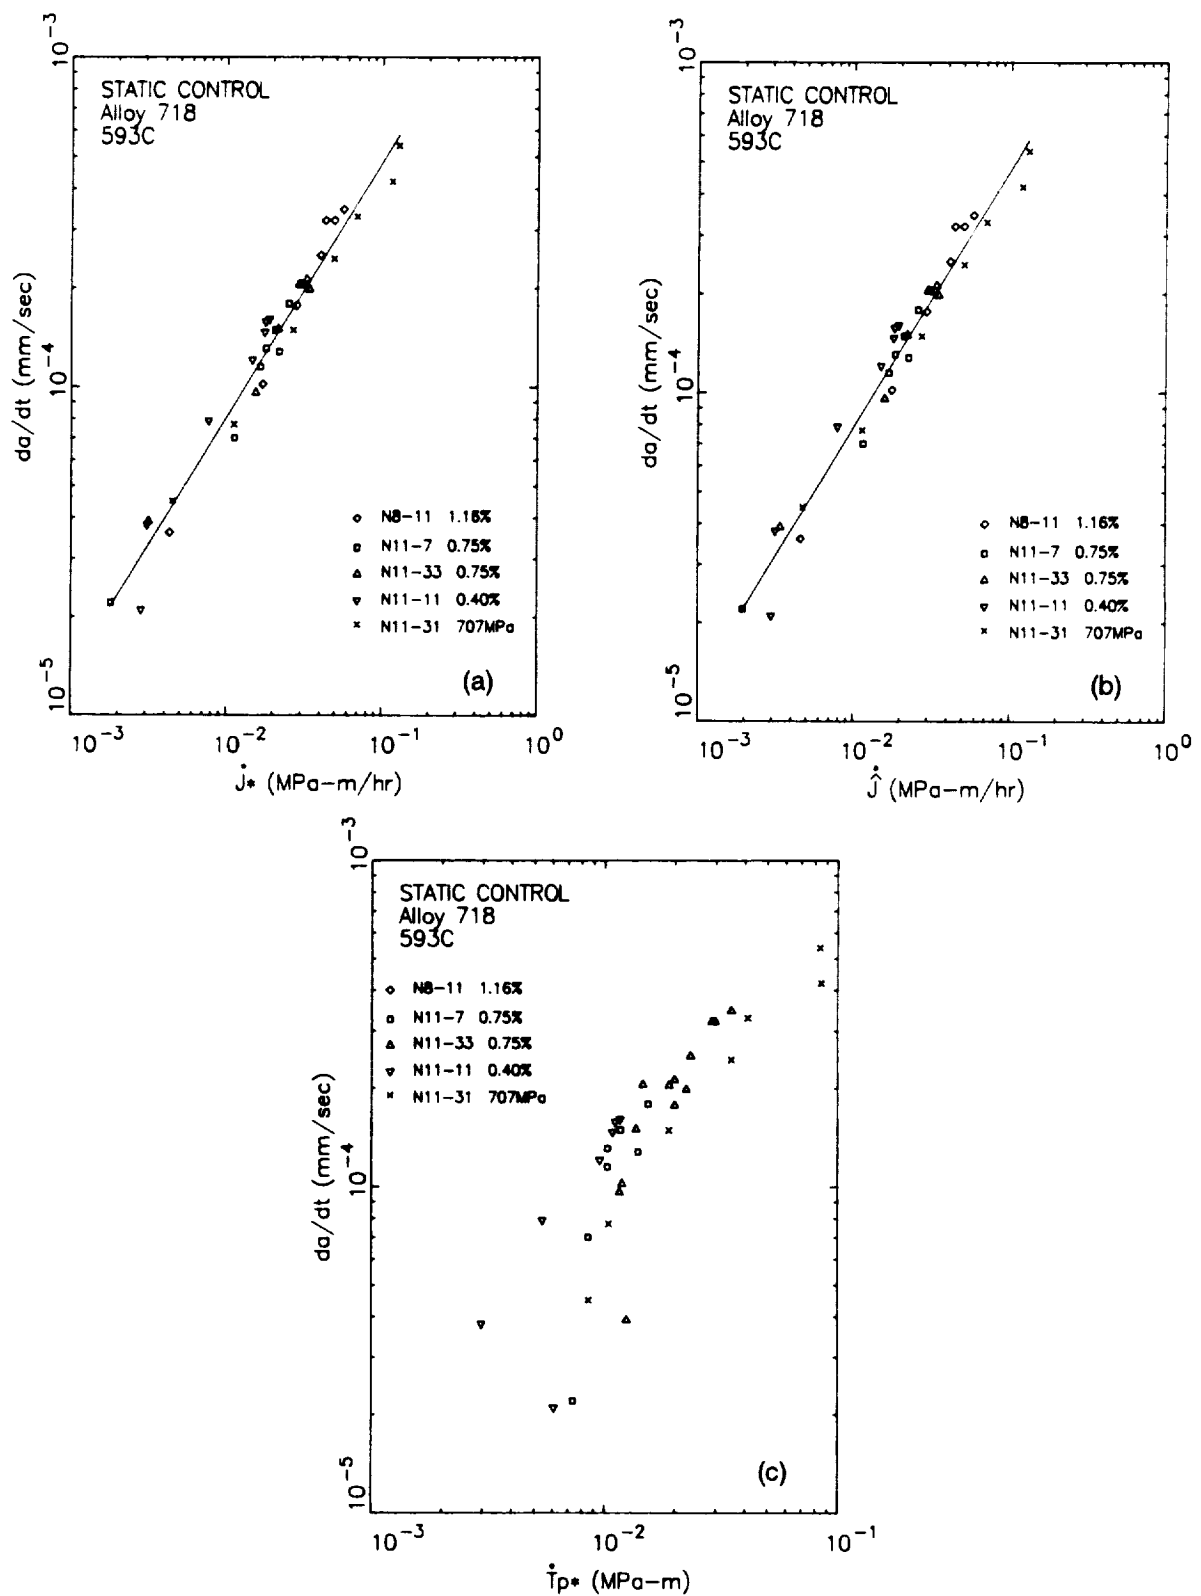 10⁻³
STATIC CONTROL
Alloy 718
593C
da/dt (mm/sec)
10⁻⁴
N8-11 1.16%
N11-7 0.75%
N11-33 0.75%
N11-11 0.40%
N11-31 707MPa
(a)
10⁻⁵
10⁻³ 10⁻² 10⁻¹ 10⁰
J̇* (MPa-m/hr)
10⁻³
STATIC CONTROL
Alloy 718
593C
da/dt (mm/sec)
10⁻⁴
N8-11 1.16%
N11-7 0.75%
N11-33 0.75%
N11-11 0.40%
N11-31 707MPa
(b)
10⁻⁵
10⁻³ 10⁻² 10⁻¹ 10⁰
Ĵ̇ (MPa-m/hr)
10⁻³
STATIC CONTROL
Alloy 718
593C
N8-11 1.16%
N11-7 0.75%
N11-33 0.75%
N11-11 0.40%
N11-31 707MPa
da/dt (mm/sec)
10⁻⁴
(c)
10⁻⁵
10⁻³ 10⁻² 10⁻¹
Ṫp* (MPa-m)